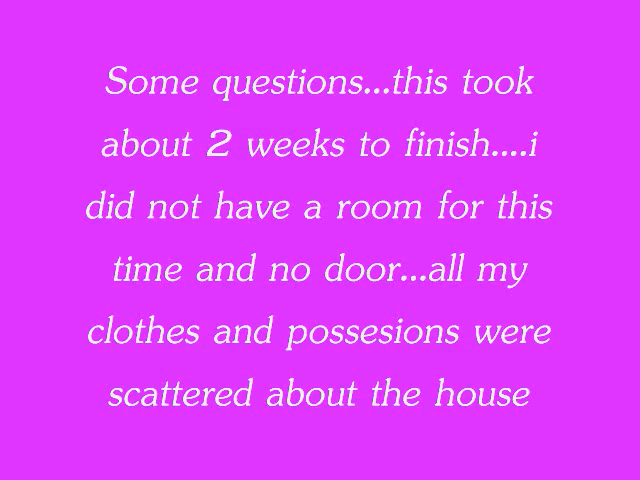 Some questions...this took
about 2 weeks to finish....i
did not have a room for this
time and no door...all my
clothes and possesions were
scattered about the house